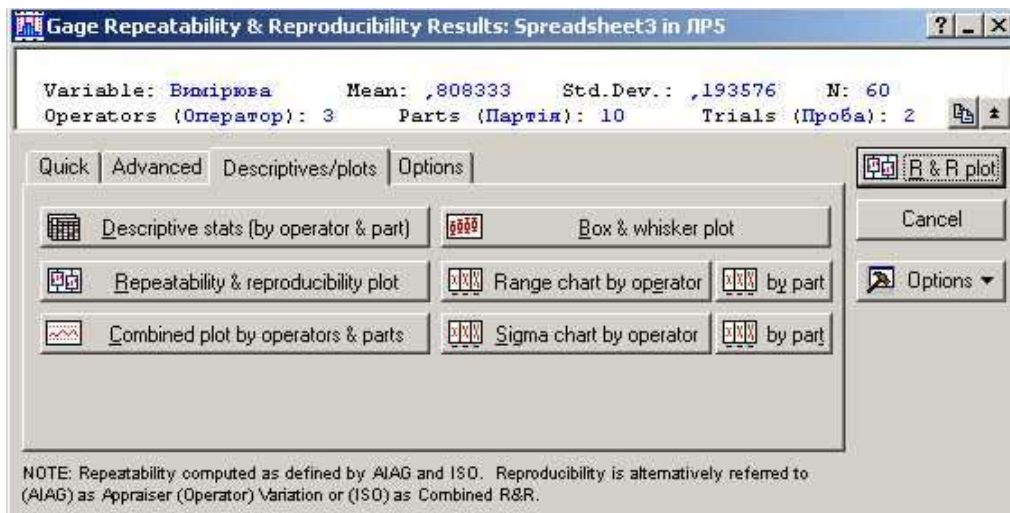 Gage Repeatability & Reproducibility Results: Spreadsheet3 in ЛР5
Variable: Вимірюва Mean: ,808333 Std.Dev.: ,193576 N: 60
Operators (Оператор): 3 Parts (Партія): 10 Trials (Проба): 2
Quick Advanced Descriptives/plots Options
R & R plot
Descriptive stats (by operator & part) Box & whisker plot
Cancel
Repeatability & reproducibility plot Range chart by operator by part
Options
Combined plot by operators & parts Sigma chart by operator by part
NOTE: Repeatability computed as defined by AIAG and ISO. Reproducibility is alternatively referred to
(AIAG) as Appraiser (Operator) Variation or (ISO) as Combined R&R.